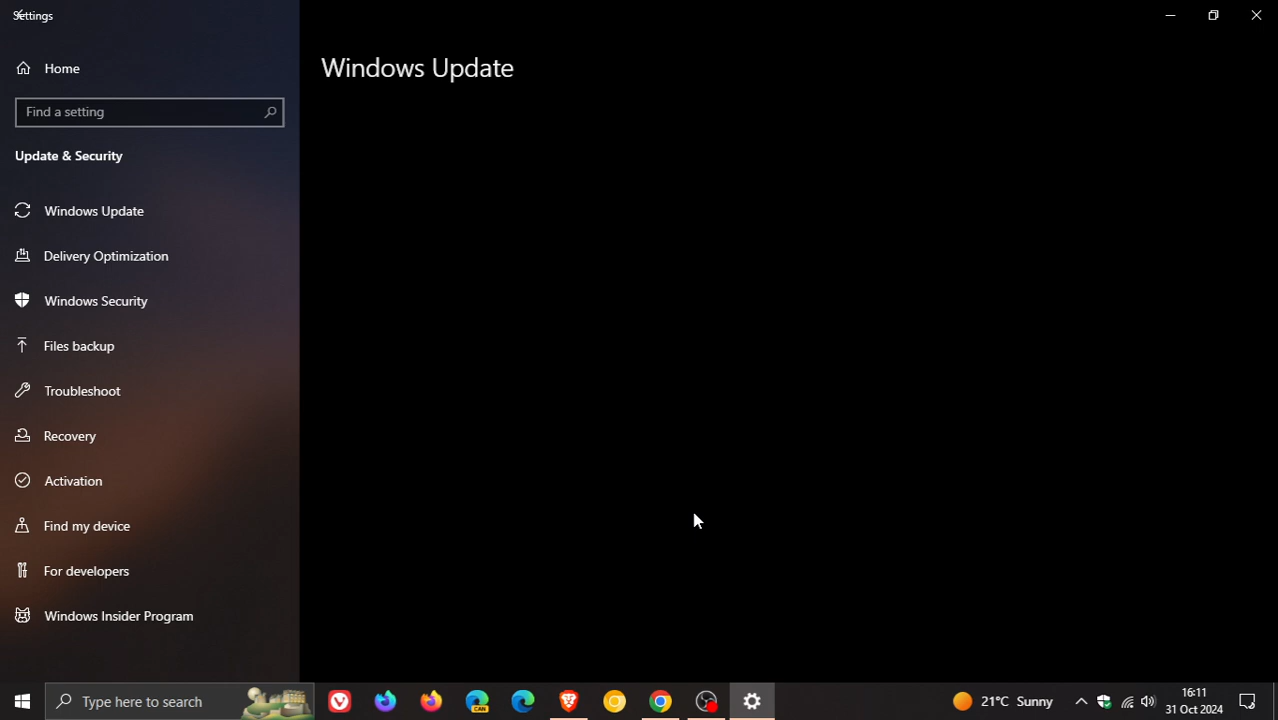 Settings
Home
Find a setting
Update & Security
Windows Update
Delivery Optimization
Windows Security
Files backup
Troubleshoot
Recovery
Activation
Find my device
For developers
Windows Insider Program
Windows Update
Type here to search
CAN
21°C Sunny
16:11
31 Oct 2024